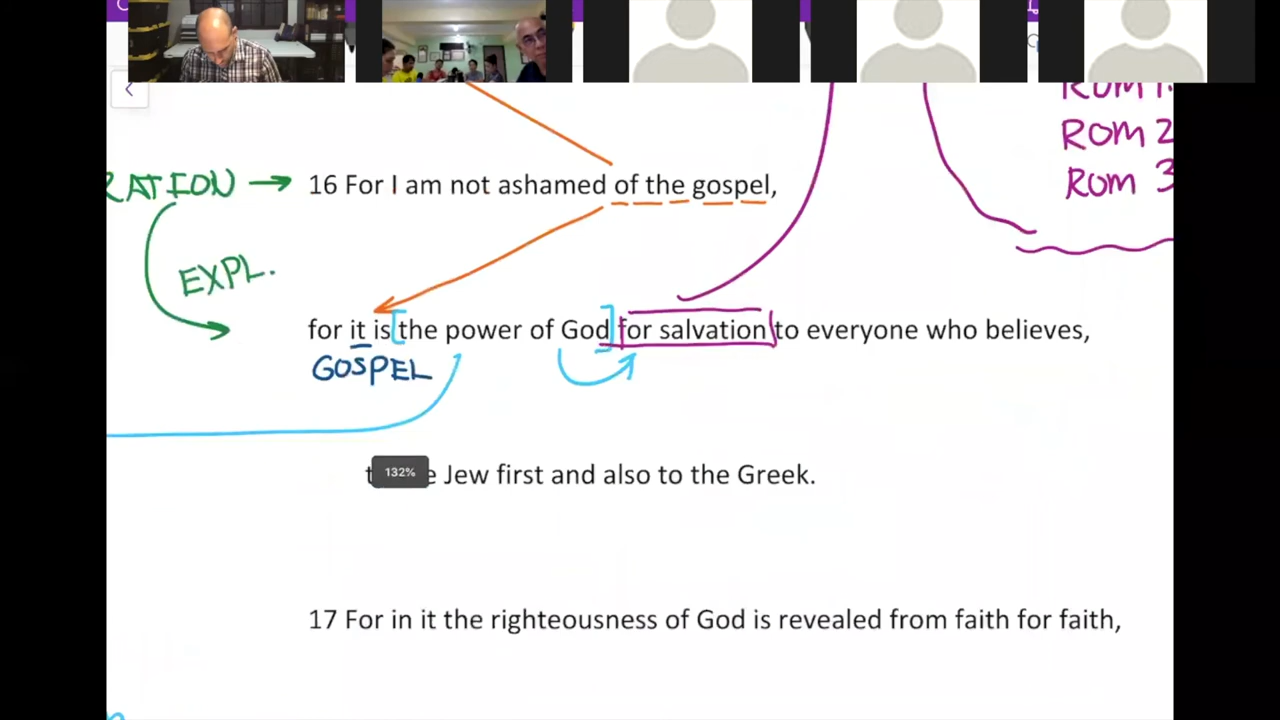 ROM 1.
ROM 2
ROM 3
RATION → 16 For I am not ashamed of the gospel,
EXPL.
for it is [the power of God] for salvation to everyone who believes,
GOSPEL
132% e Jew first and also to the Greek.
17 For in it the righteousness of God is revealed from faith for faith,